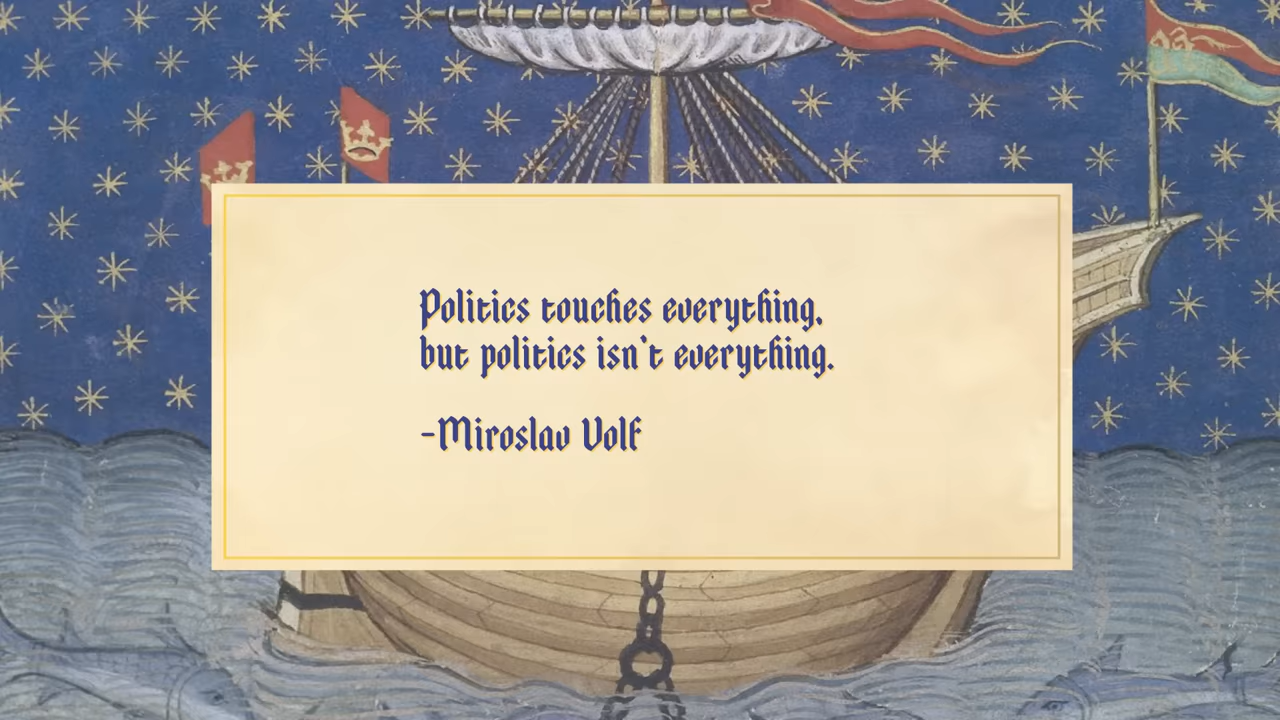 Politics touches everything,
but politics isn't everything.
-Miroslav Volf